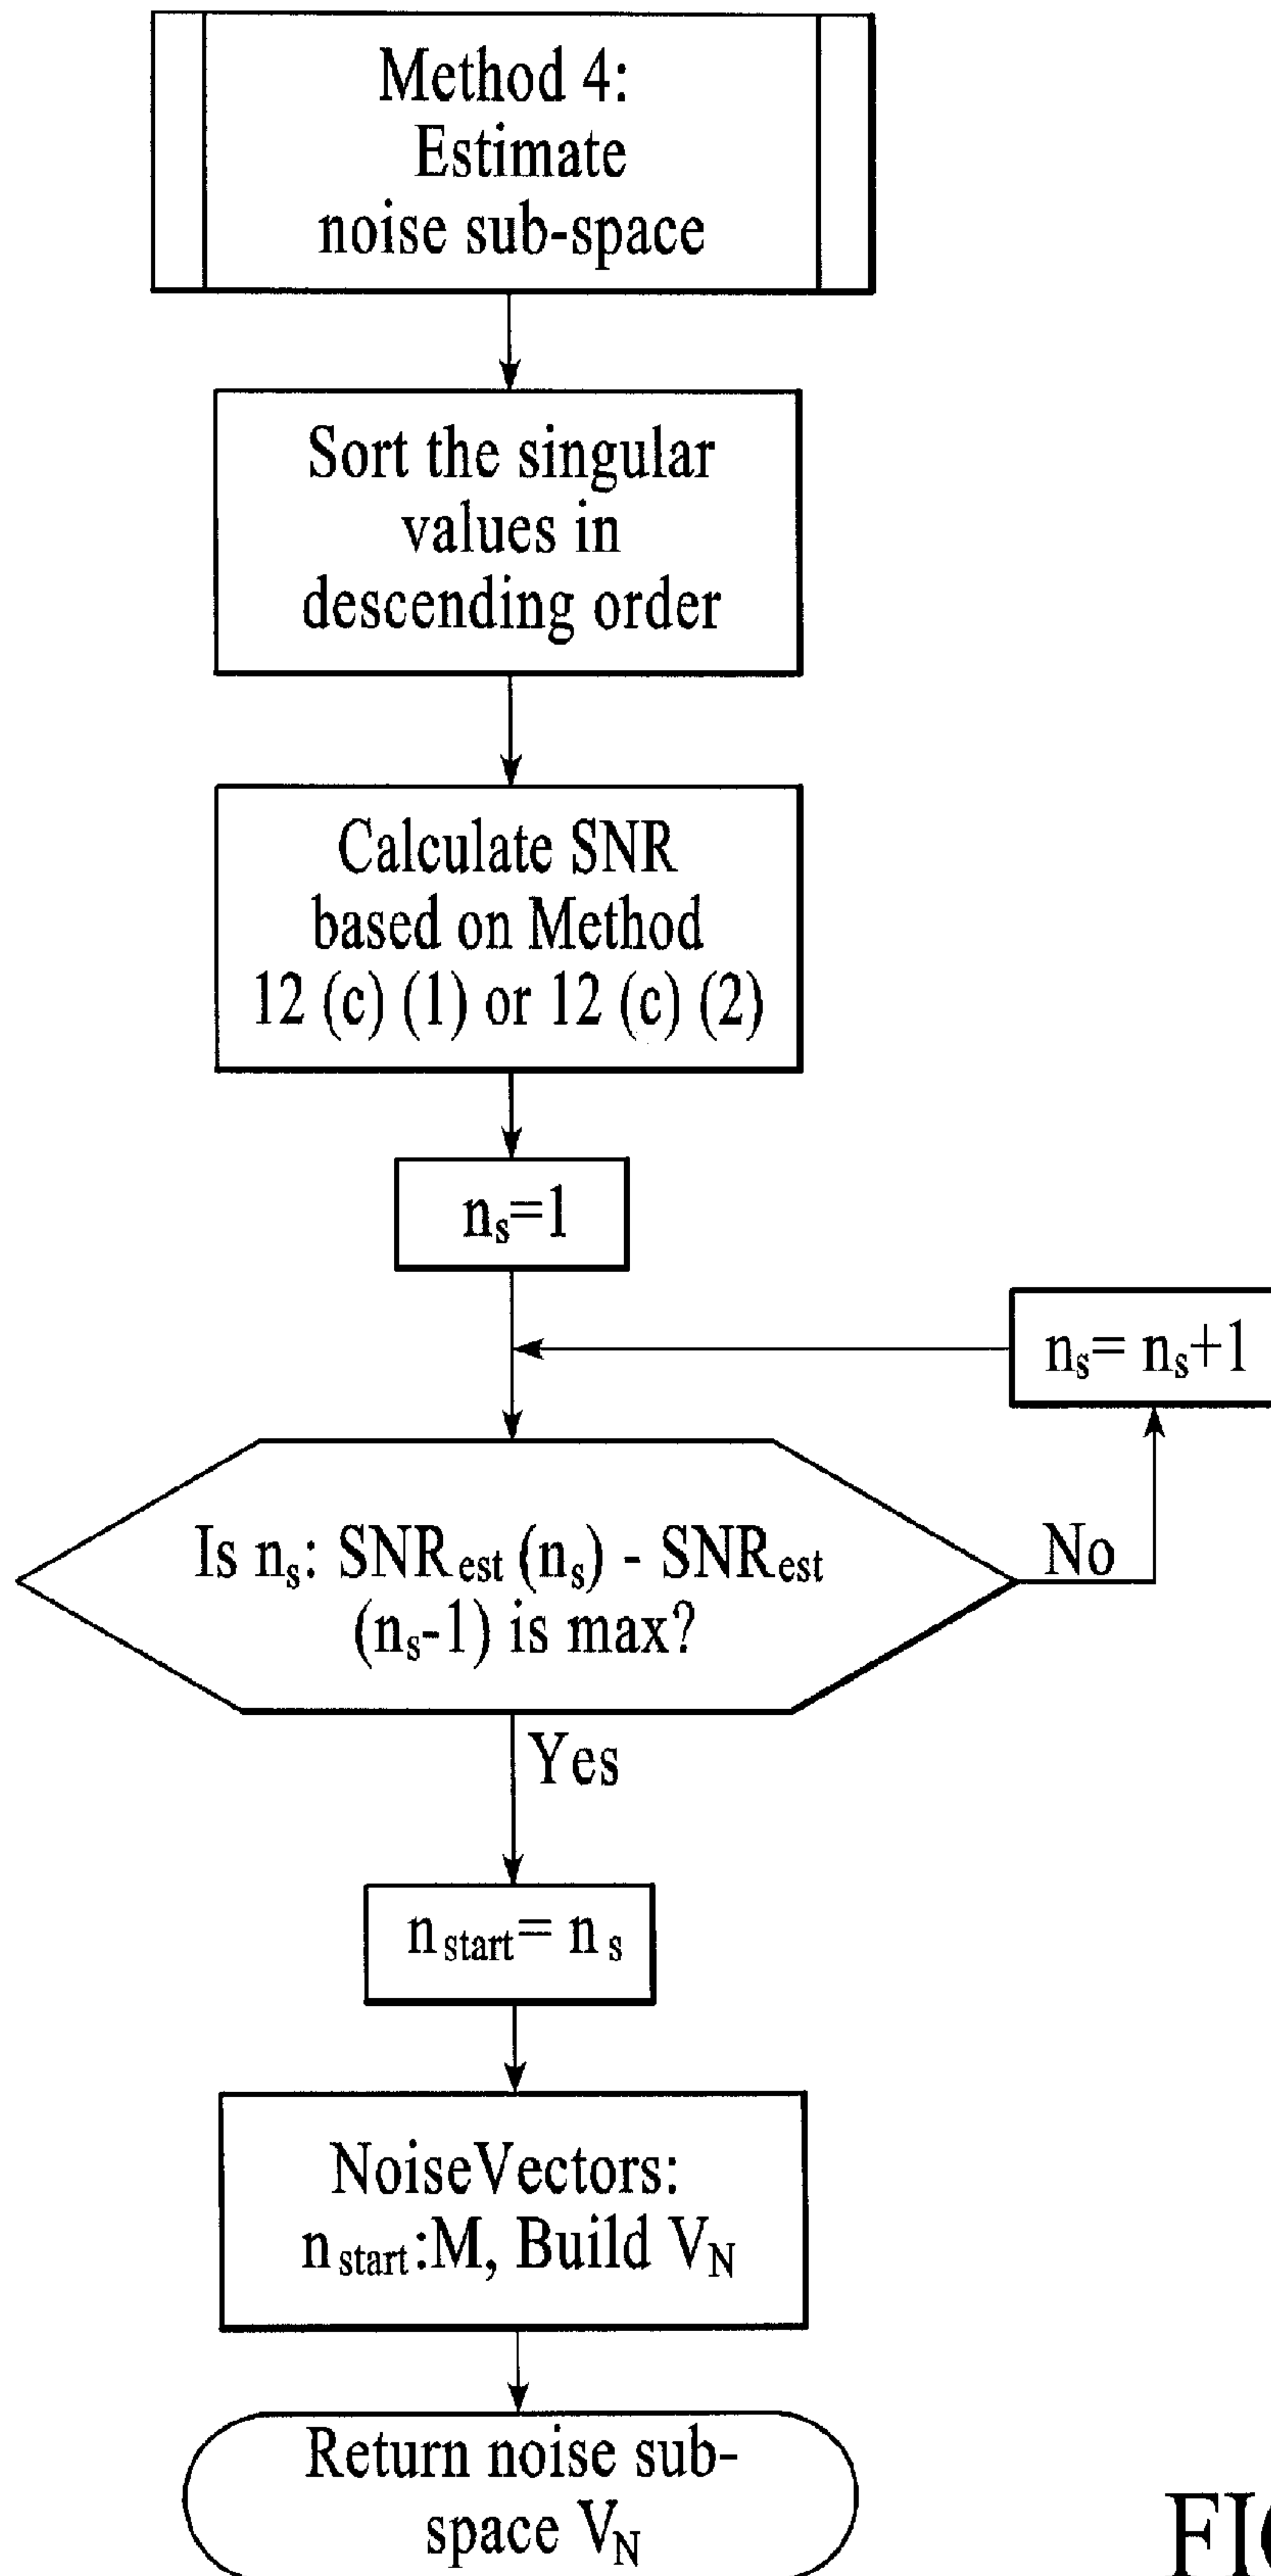 Method 4:
Estimate
noise sub-space
Sort the singular
values in
descending order
Calculate SNR
based on Method
12 (c) (1) or 12 (c) (2)
nₛ=1
nₛ= nₛ+1
Is nₛ: SNRₑₛₜ (nₛ) - SNRₑₛₜ
(nₛ-1) is max?
No
Yes
nₛₜₐᵣₜ= nₛ
NoiseVectors:
nₛₜₐᵣₜ:M, Build V_N
Return noise sub-
space V_N